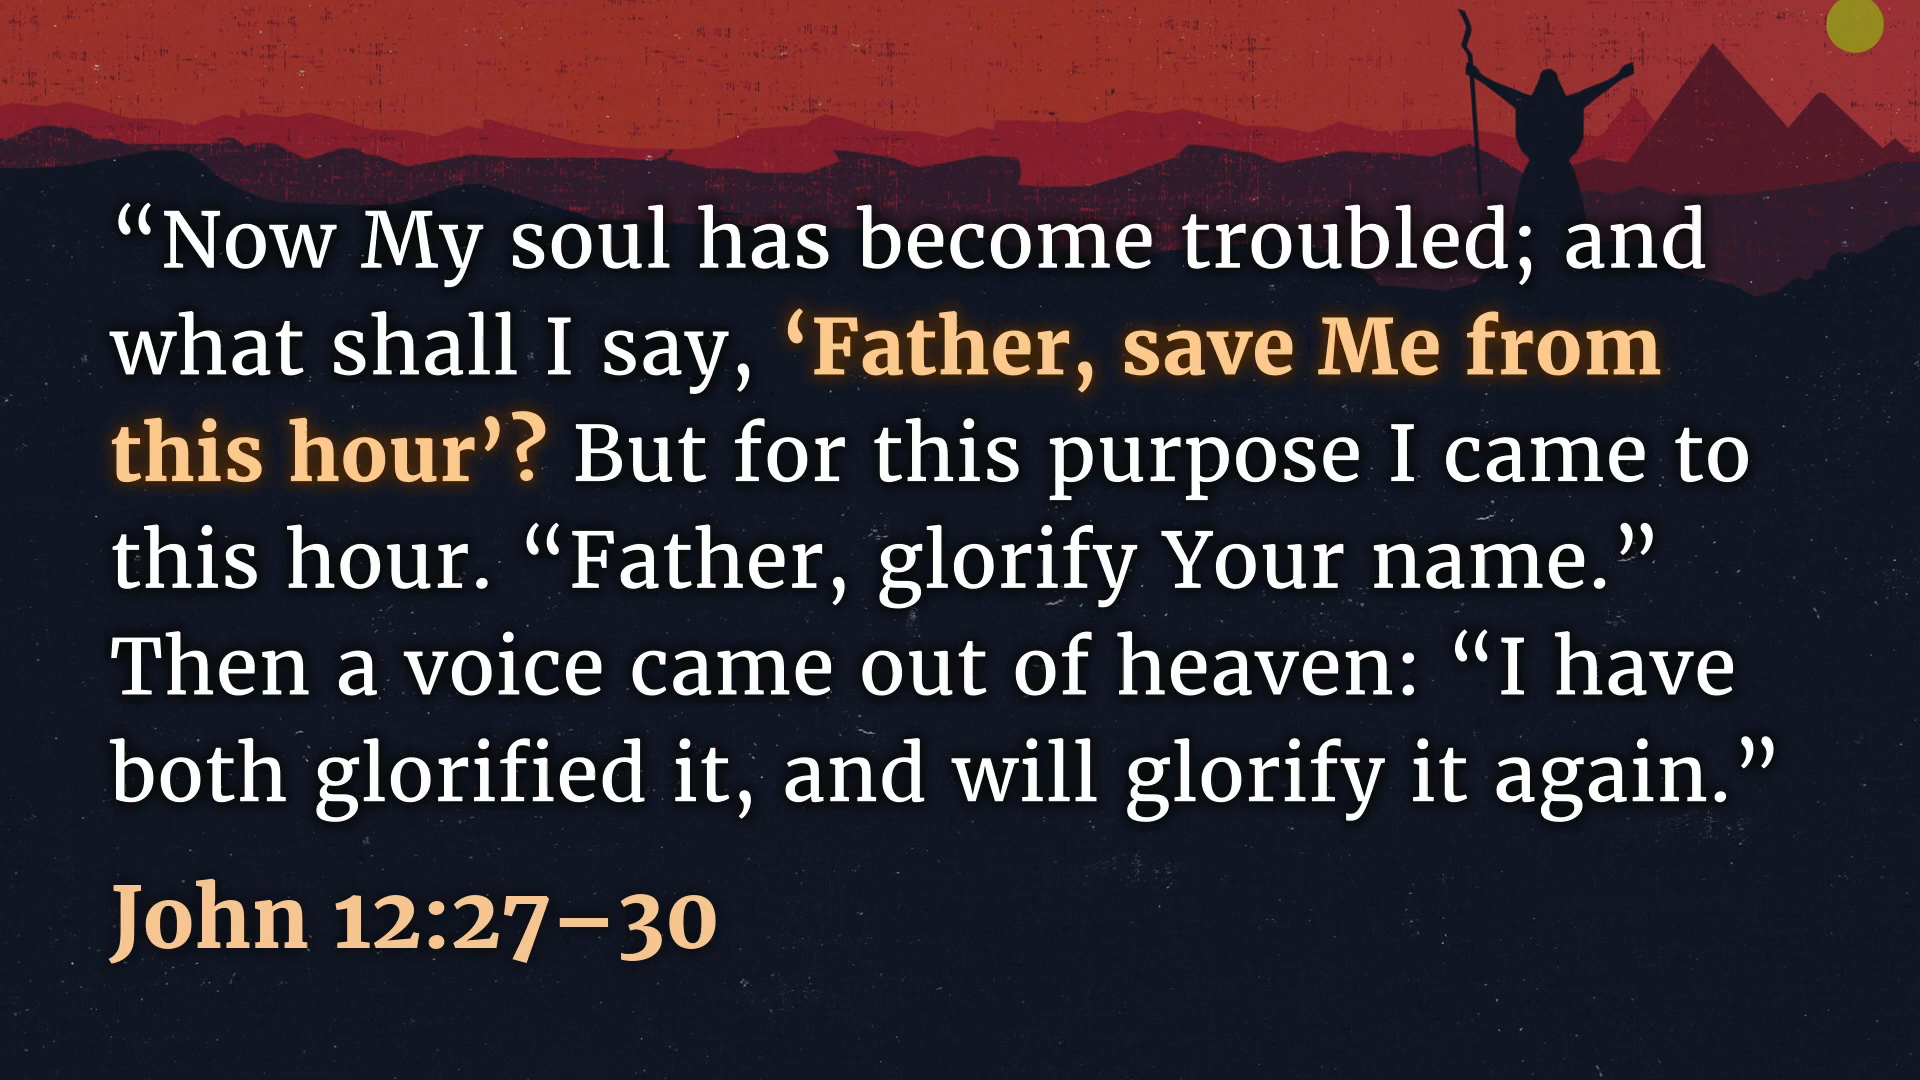 “Now My soul has become troubled; and
what shall I say, ‘Father, save Me from
this hour’? But for this purpose I came to
this hour. “Father, glorify Your name.”
Then a voice came out of heaven: “I have
both glorified it, and will glorify it again.”
John 12:27–30